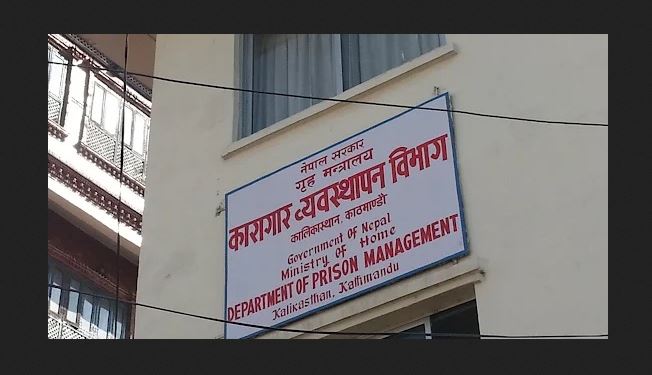 नेपाल सरकार
गृह मन्त्रालय
कारागार व्यवस्थापन विभाग
कालिकास्थान, काठमाण्डौ
Government Of Nepal
Ministry OF Home
DEPARTMENT OF PRISON MANAGEMENT
Kalikasthan, Kathmandu